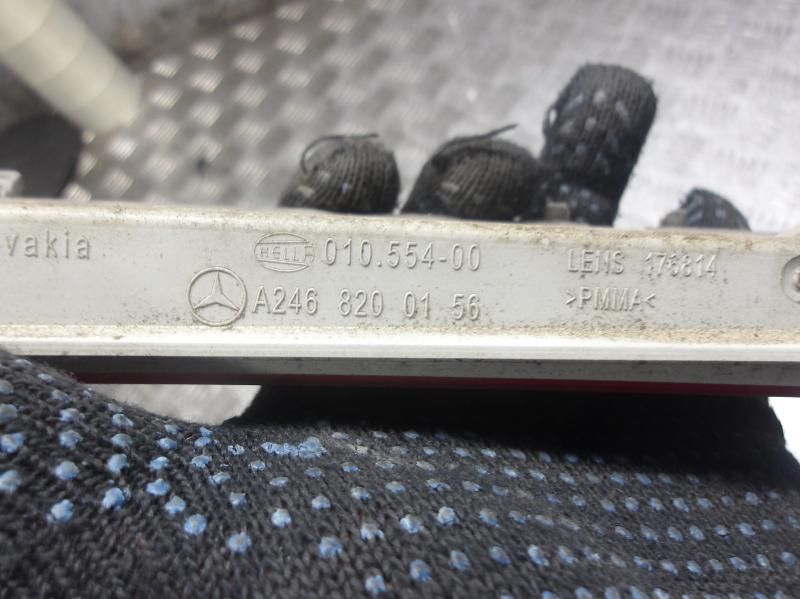 vakia
HELLA 010.554-00
LENS 176814
A246 820 01 56
>PMMA<